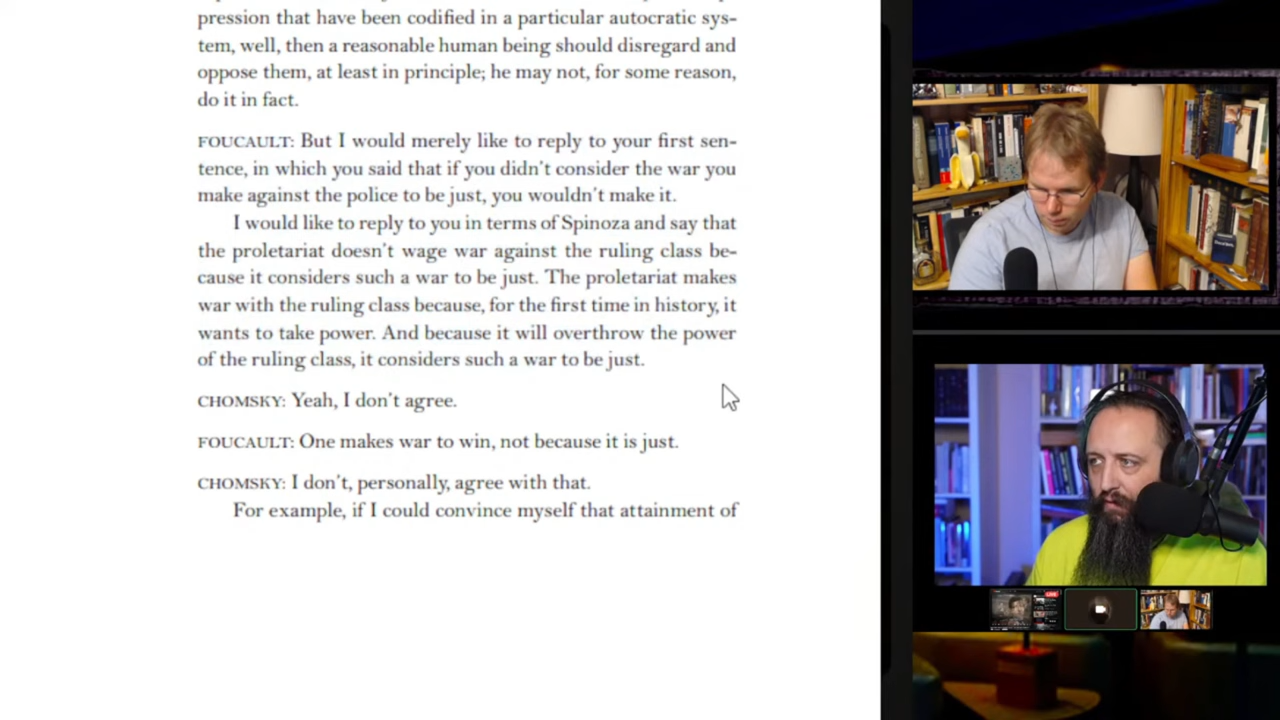 pression that have been codified in a particular autocratic sys-
tem, well, then a reasonable human being should disregard and
oppose them, at least in principle; he may not, for some reason,
do it in fact.
FOUCAULT: But I would merely like to reply to your first sen-
tence, in which you said that if you didn't consider the war you
make against the police to be just, you wouldn't make it.
I would like to reply to you in terms of Spinoza and say that
the proletariat doesn't wage war against the ruling class be-
cause it considers such a war to be just. The proletariat makes
war with the ruling class because, for the first time in history, it
wants to take power. And because it will overthrow the power
of the ruling class, it considers such a war to be just.
CHOMSKY: Yeah, I don't agree.
FOUCAULT: One makes war to win, not because it is just.
CHOMSKY: I don't, personally, agree with that.
For example, if I could convince myself that attainment of